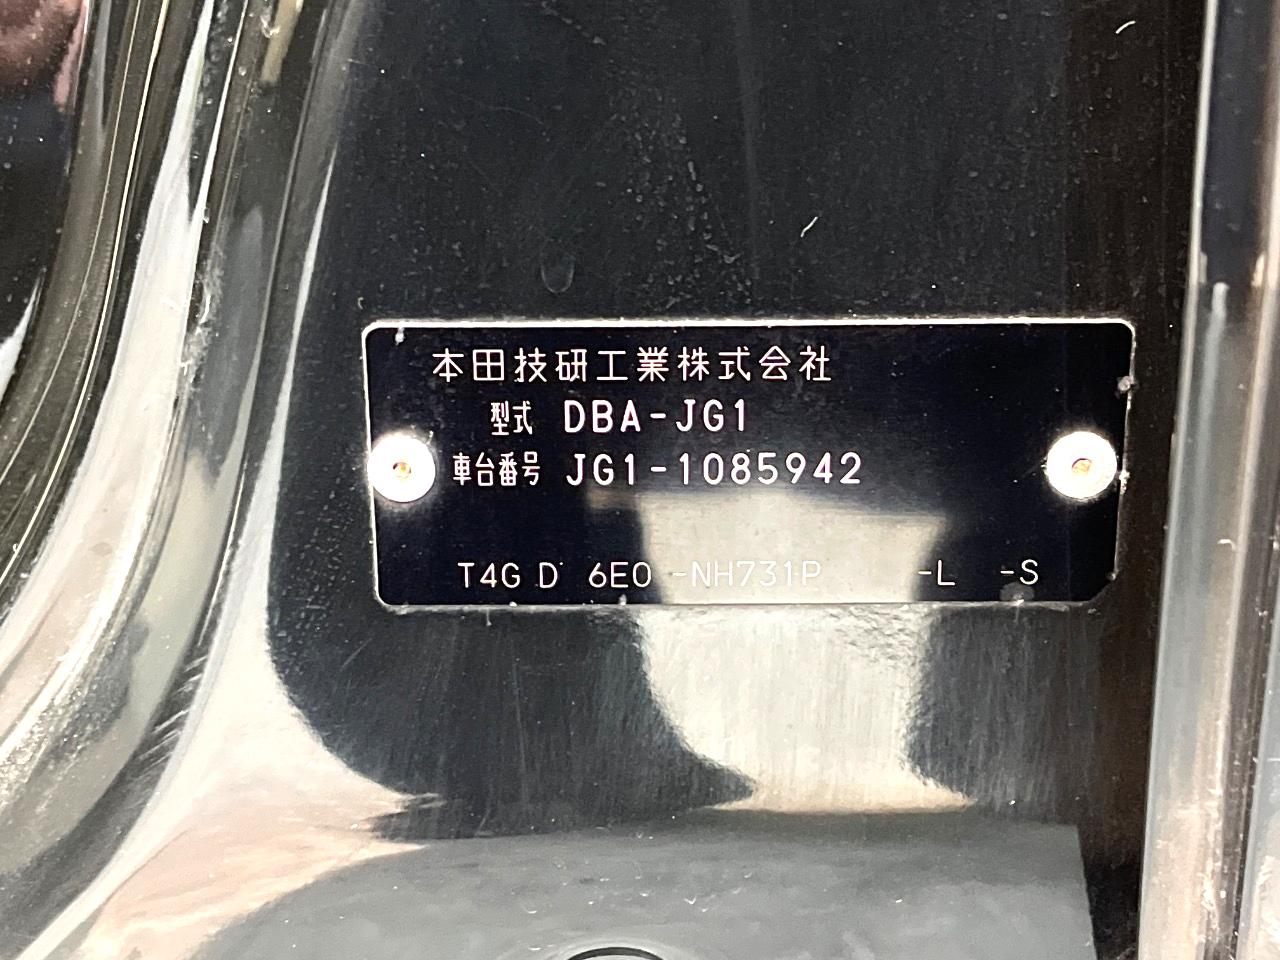 本田技研工業株式会社
型式 DBA-JG1
車台番号 JG1-1085942
T4G D 6E0 -NH731P -L -S